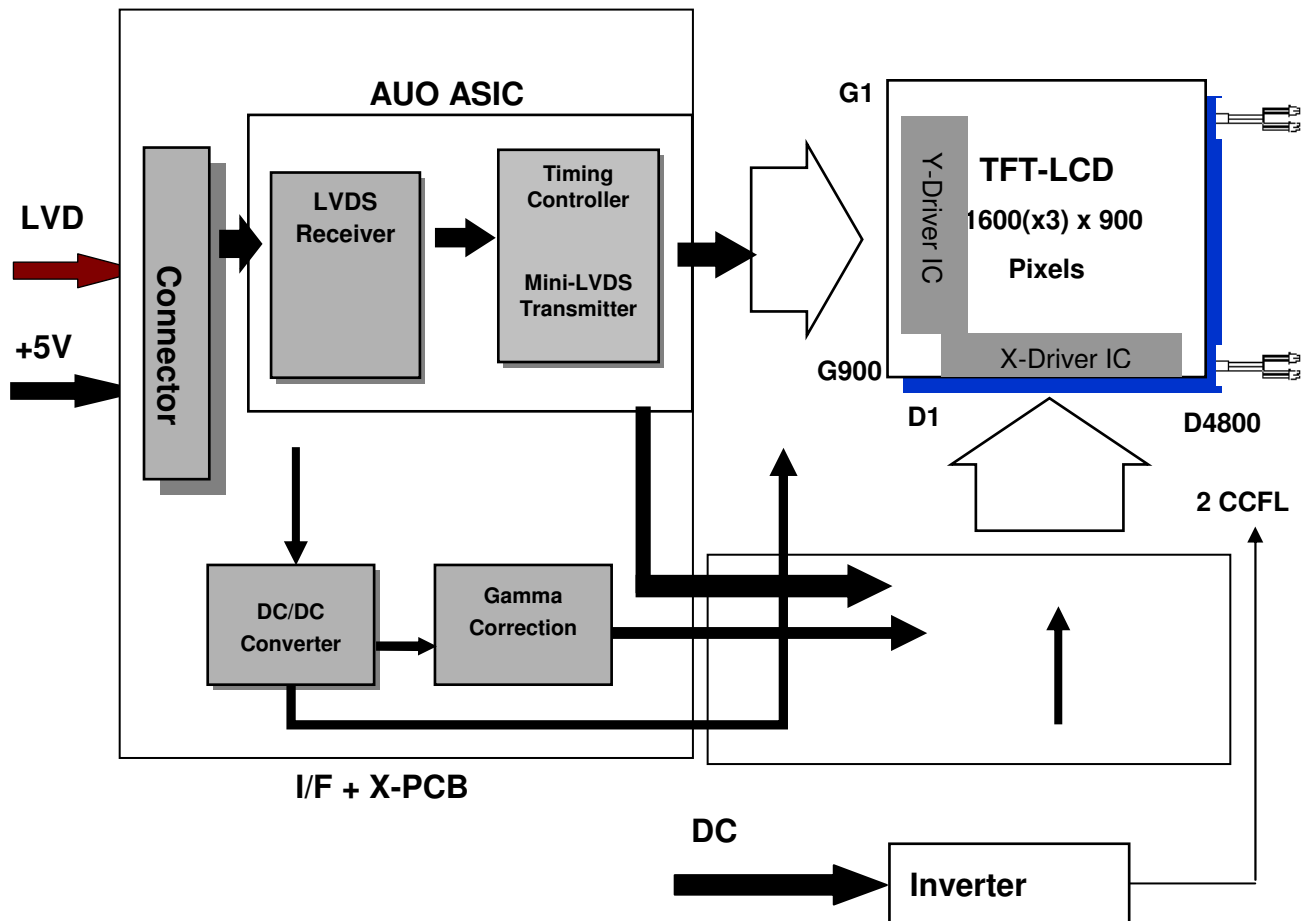 AUO ASIC
LVD
+5V
Connector
LVDS
Receiver
Timing
Controller
Mini-LVDS
Transmitter
G1
Y-Driver IC
TFT-LCD
1600(x3) x 900
Pixels
X-Driver IC
G900
D1
D4800
2 CCFL
DC/DC
Converter
Gamma
Correction
I/F + X-PCB
DC
Inverter